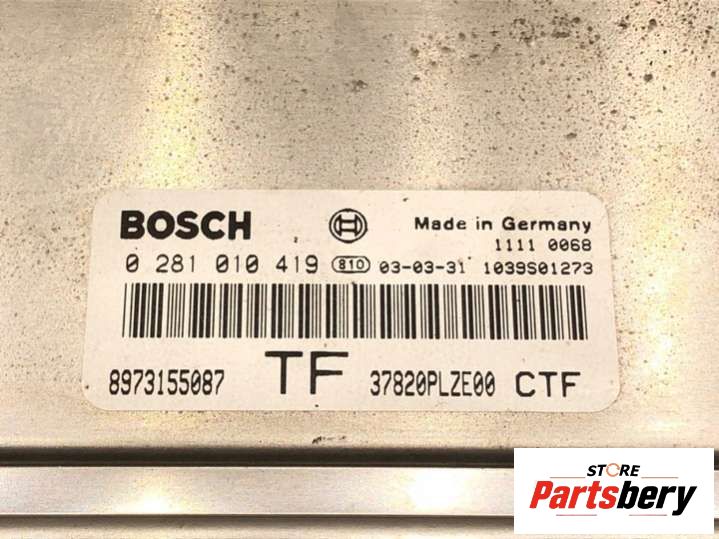 BOSCH Made in Germany
1111 0068
0 281 010 419 810 03-03-31 1039S01273
8973155087 TF 37820PLZE00 CTF
STORE
Partsbery